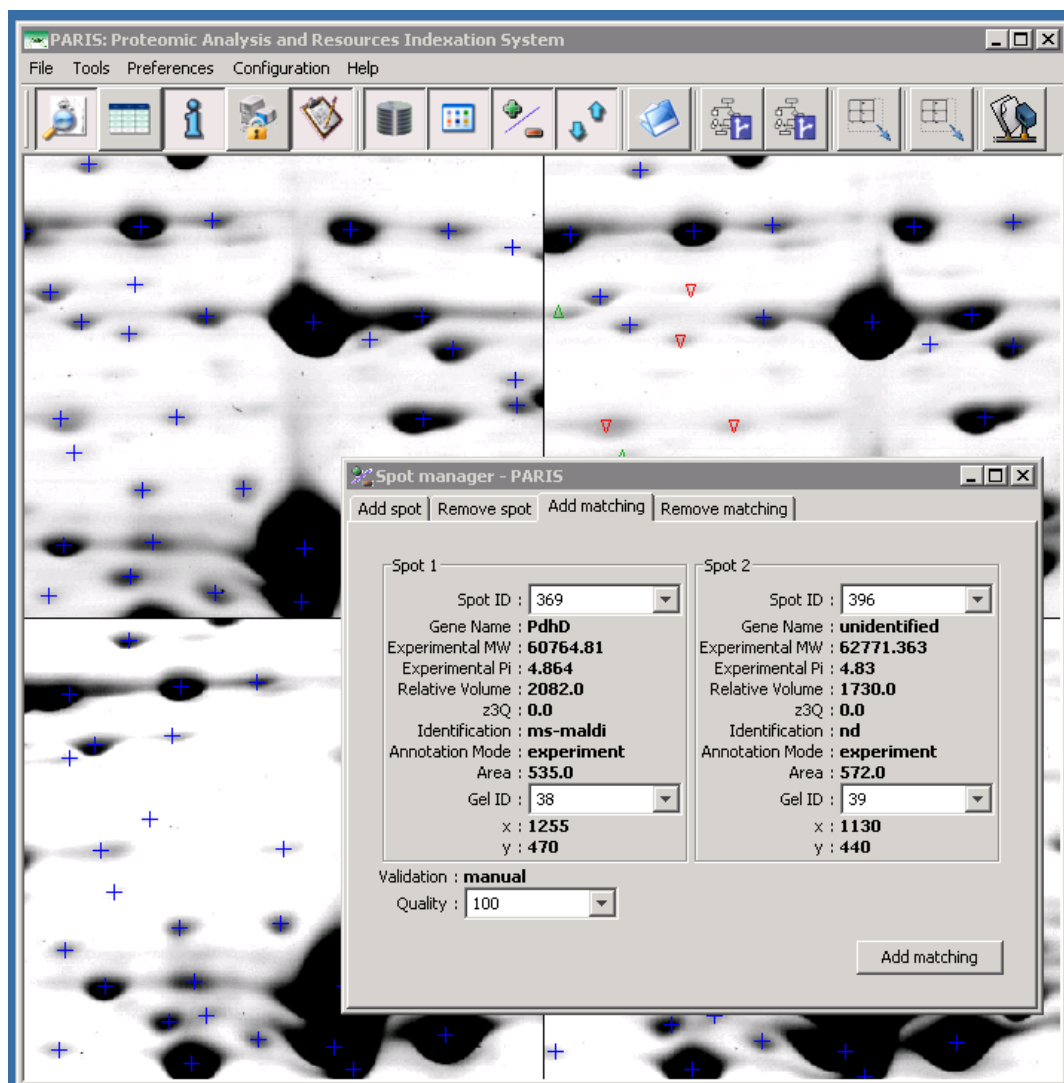 PARIS: Proteomic Analysis and Resources Indexation System
File Tools Preferences Configuration Help
Spot manager - PARIS
Add spot Remove spot Add matching Remove matching
Spot 1
Spot ID : 369
Gene Name : PdhD
Experimental MW : 60764.81
Experimental Pi : 4.864
Relative Volume : 2082.0
z3Q : 0.0
Identification : ms-maldi
Annotation Mode : experiment
Area : 535.0
Gel ID : 38
x : 1255
y : 470
Spot 2
Spot ID : 396
Gene Name : unidentified
Experimental MW : 62771.363
Experimental Pi : 4.83
Relative Volume : 1730.0
z3Q : 0.0
Identification : nd
Annotation Mode : experiment
Area : 572.0
Gel ID : 39
x : 1130
y : 440
Validation : manual
Quality : 100
Add matching